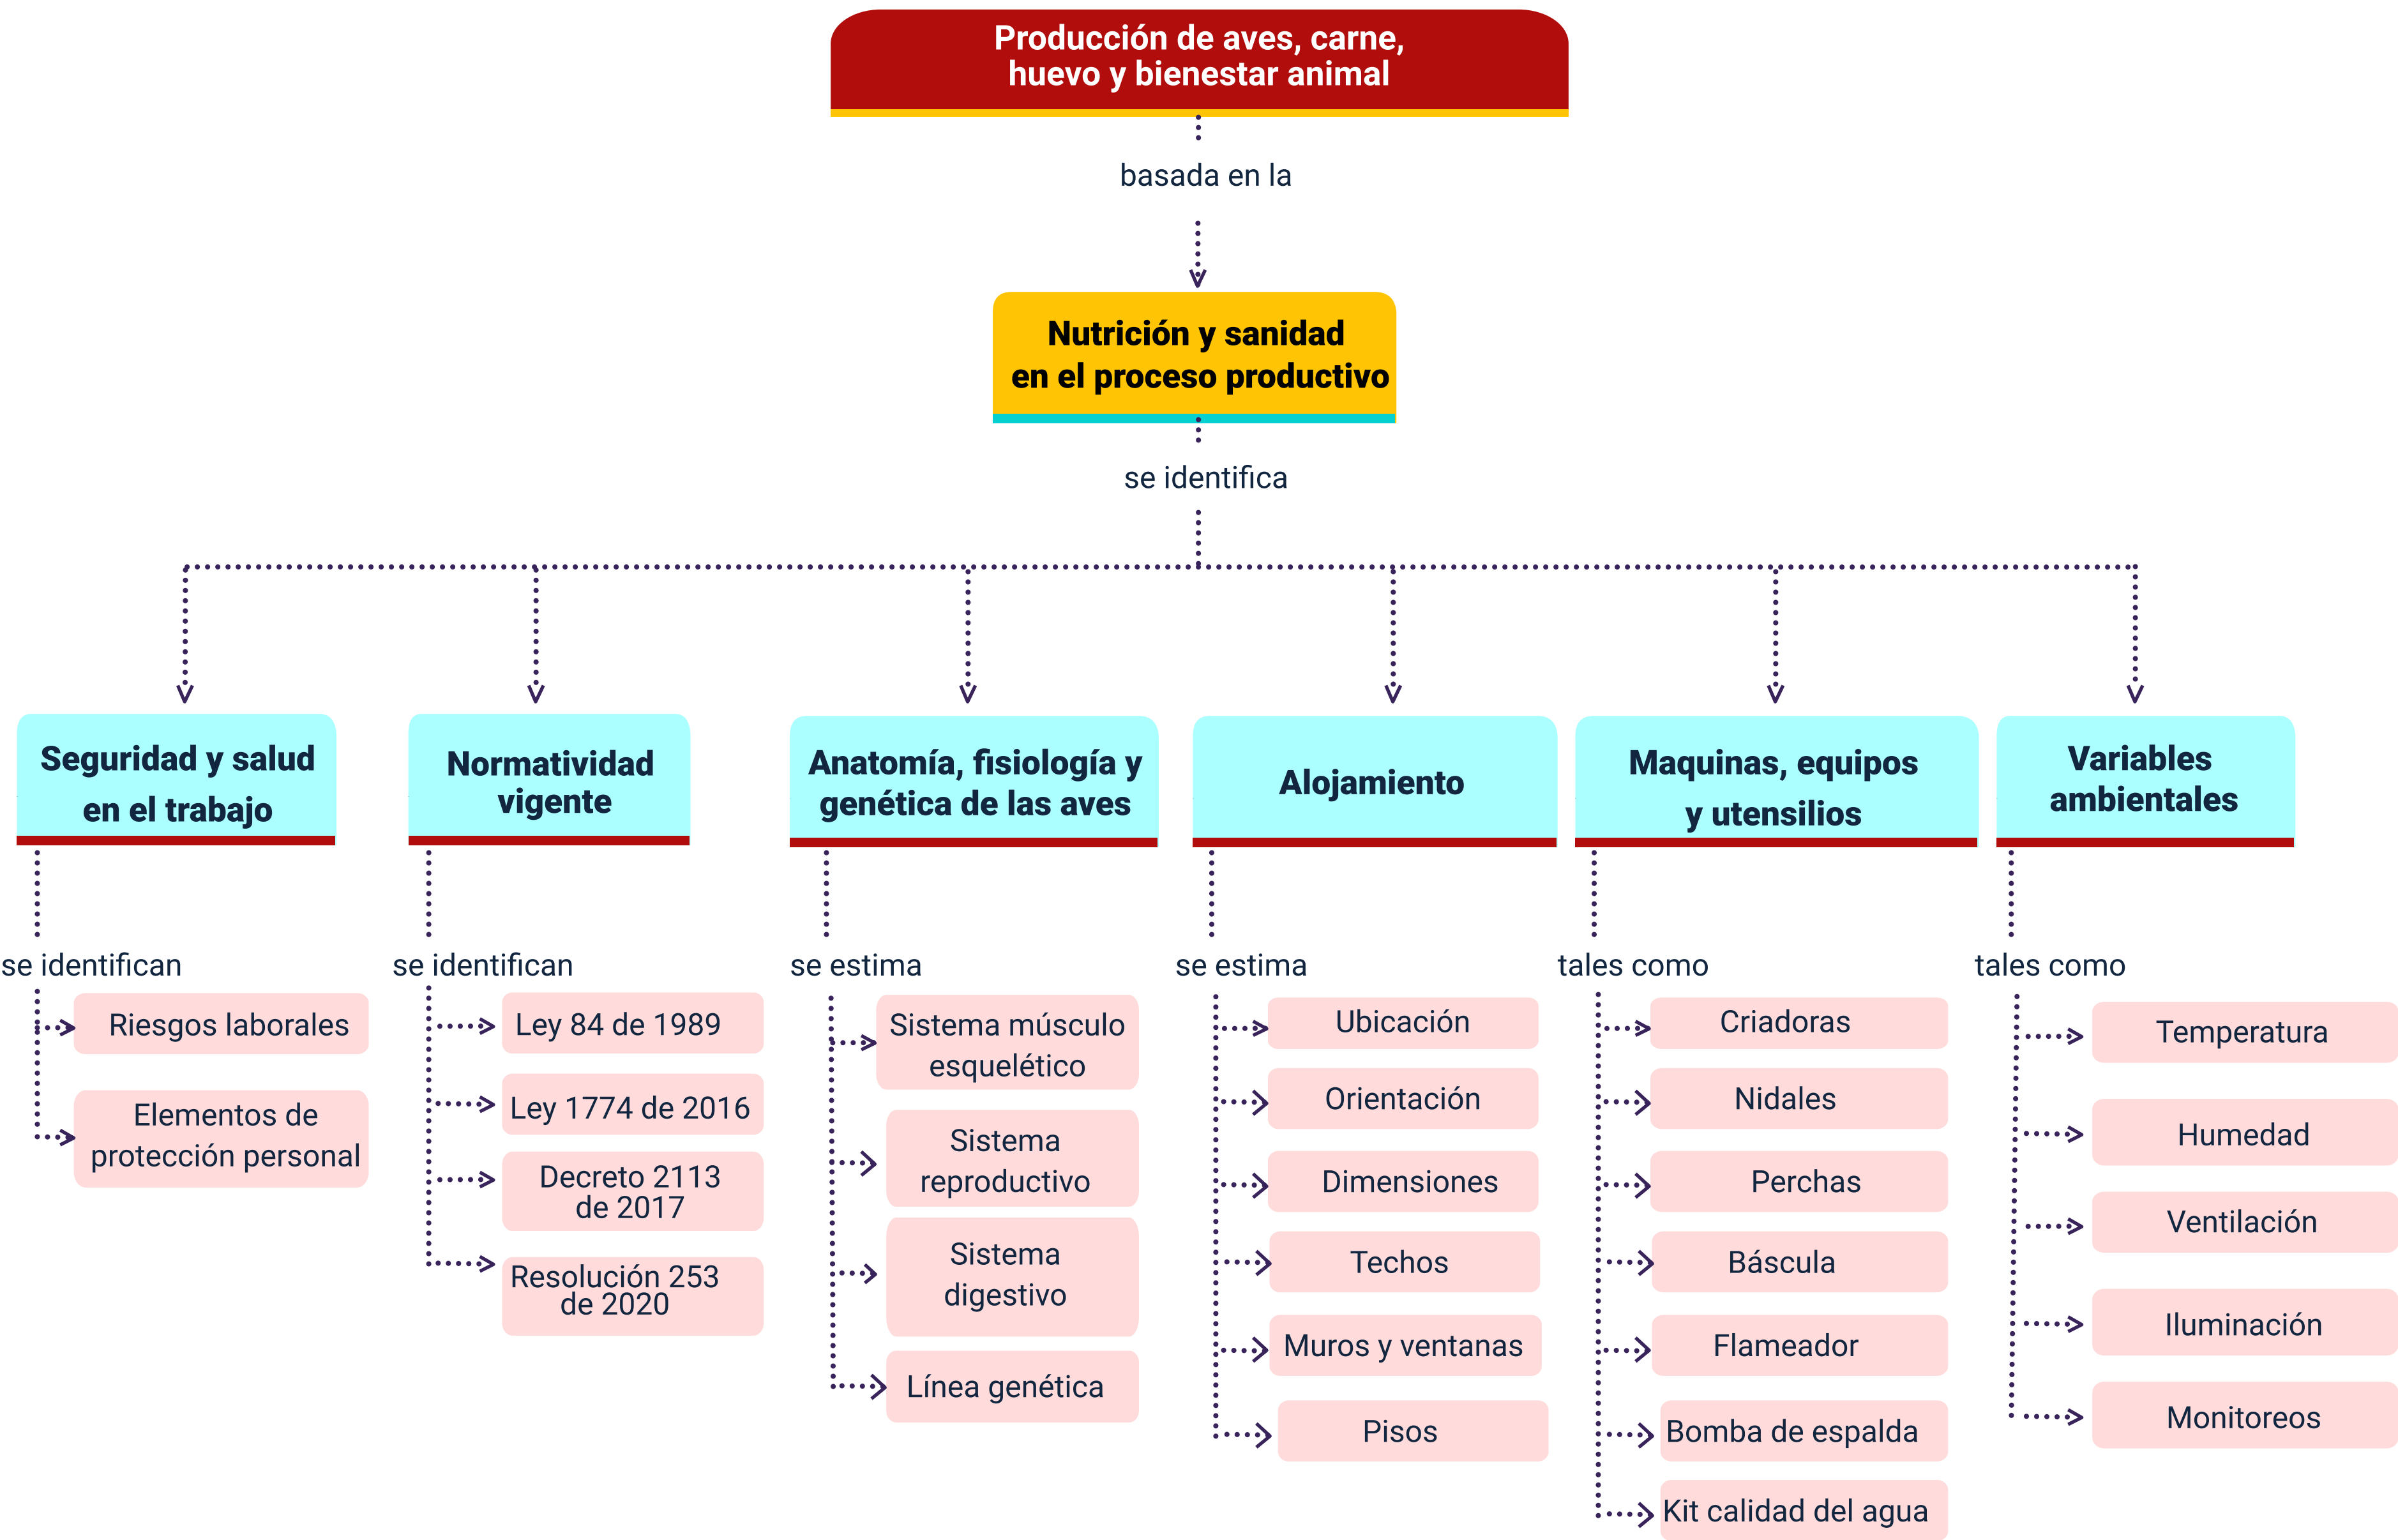 Producción de aves, carne,
huevo y bienestar animal
basada en la
Nutrición y sanidad
en el proceso productivo
se identifica
Seguridad y salud
en el trabajo
se identifican
Riesgos laborales
Elementos de
protección personal
Normatividad
vigente
se identifican
Ley 84 de 1989
Ley 1774 de 2016
Decreto 2113
de 2017
Resolución 253
de 2020
Anatomía, fisiología y
genética de las aves
se estima
Sistema músculo
esquelético
Sistema
reproductivo
Sistema
digestivo
Línea genética
Alojamiento
se estima
Ubicación
Orientación
Dimensiones
Techos
Muros y ventanas
Pisos
Maquinas, equipos
y utensilios
tales como
Criadoras
Nidales
Perchas
Báscula
Flameador
Bomba de espalda
Kit calidad del agua
Variables
ambientales
tales como
Temperatura
Humedad
Ventilación
Iluminación
Monitoreos